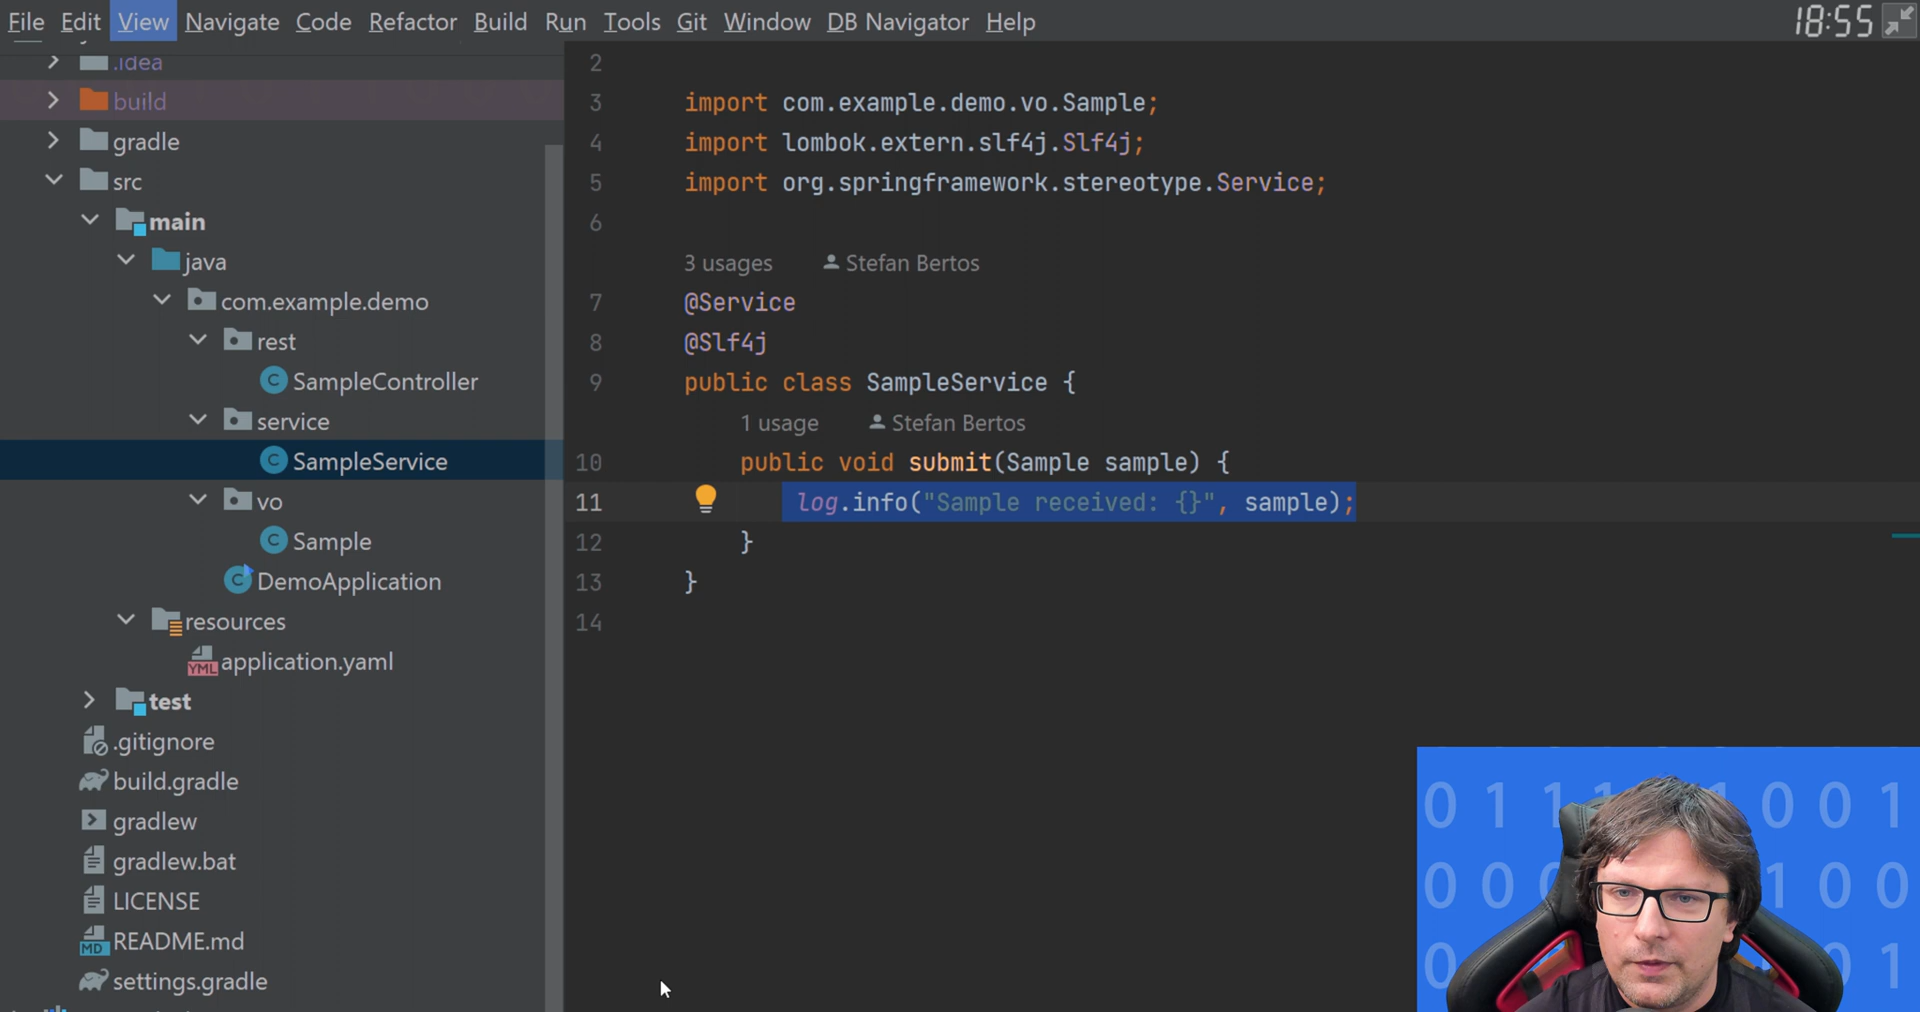 File Edit View Navigate Code Refactor Build Run Tools Git Window DB Navigator Help 18:55
.idea
build
gradle
src
main
java
com.example.demo
rest
SampleController
service
SampleService
vo
Sample
DemoApplication
resources
YML application.yaml
test
.gitignore
build.gradle
gradlew
gradlew.bat
LICENSE
MD README.md
settings.gradle
2
3 import com.example.demo.vo.Sample;
4 import lombok.extern.slf4j.Slf4j;
5 import org.springframework.stereotype.Service;
6
3 usages Stefan Bertos
7 @Service
8 @Slf4j
9 public class SampleService {
1 usage Stefan Bertos
10 public void submit(Sample sample) {
11 log.info("Sample received: {}", sample);
12 }
13 }
14